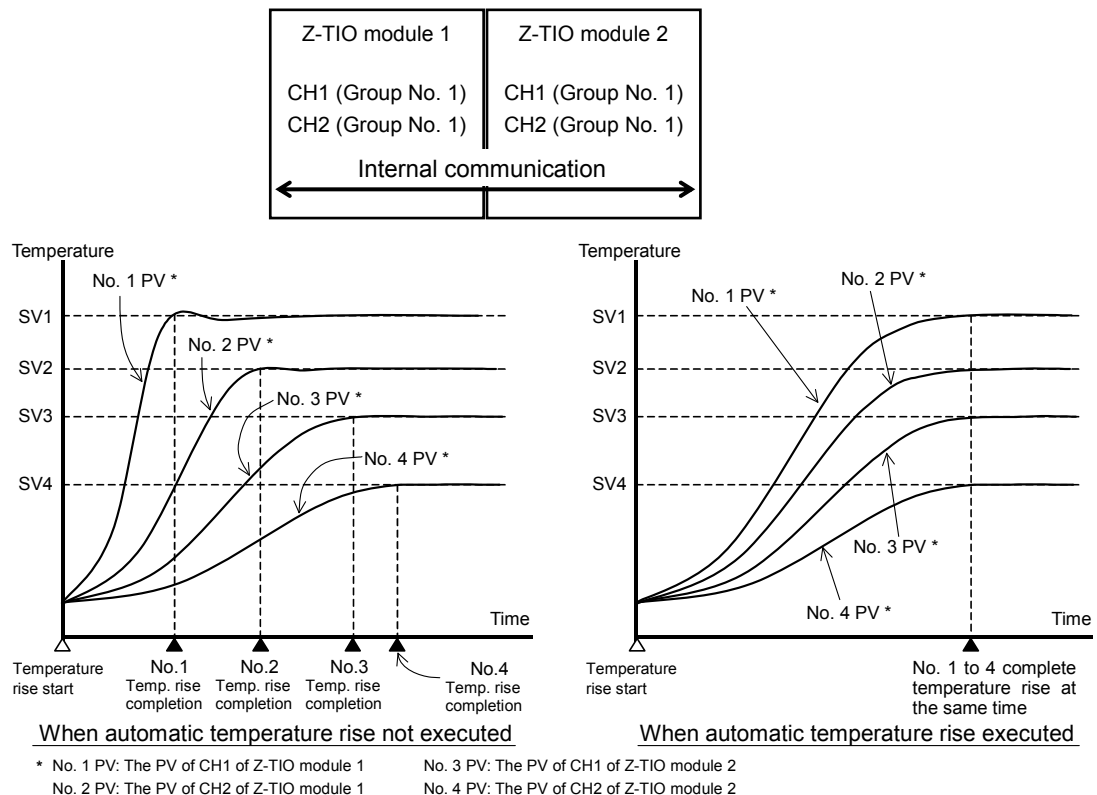 Z-TIO module 1
CH1 (Group No. 1)
CH2 (Group No. 1)
Z-TIO module 2
CH1 (Group No. 1)
CH2 (Group No. 1)
Internal communication
Temperature
No. 1 PV *
SV1
No. 2 PV *
SV2
No. 3 PV *
SV3
No. 4 PV *
SV4
Time
Temperature
rise start
No.1
Temp. rise
completion
No.2
Temp. rise
completion
No.3
Temp. rise
completion
No.4
Temp. rise
completion
When automatic temperature rise not executed
Temperature
No. 2 PV *
No. 1 PV *
SV1
SV2
SV3
SV4
No. 3 PV *
No. 4 PV *
Time
Temperature
rise start
No. 1 to 4 complete
temperature rise at
the same time
When automatic temperature rise executed
* No. 1 PV: The PV of CH1 of Z-TIO module 1
No. 2 PV: The PV of CH2 of Z-TIO module 1
No. 3 PV: The PV of CH1 of Z-TIO module 2
No. 4 PV: The PV of CH2 of Z-TIO module 2